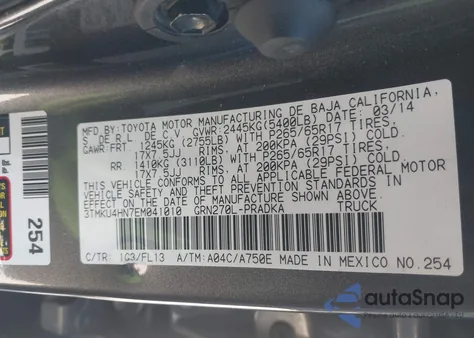 MFD.BY:TOYOTA MOTOR MANUFACTURING DE BAJA CALIFORNIA,
S. DE R.L. DE C.V. GVWR:2445KG(5400LB) DATE: 03/14
GAWR FRT: 1245KG (2755LB) WITH P265/65R17 TIRES,
17X7.5JJ RIMS, AT 200KPA (29PSI) COLD.
RR 1410KG (3110LB) WITH P265/65R17 TIRES,
17X7.5JJ RIMS, AT 200KPA (29PSI) COLD.
THIS VEHICLE CONFORMS TO ALL APPLICABLE FEDERAL MOTOR
VEHICLE SAFETY AND THEFT PREVENTION STANDARDS IN
EFFECT ON THE DATE OF MANUFACTURE SHOWN ABOVE.
3TMKU4HN7EM041010 GRN270L-PRADKA TRUCK
C/TR: 1G3/FL13 A/TM:A04C/A750E MADE IN MEXICO NO.254
254
autoSnap